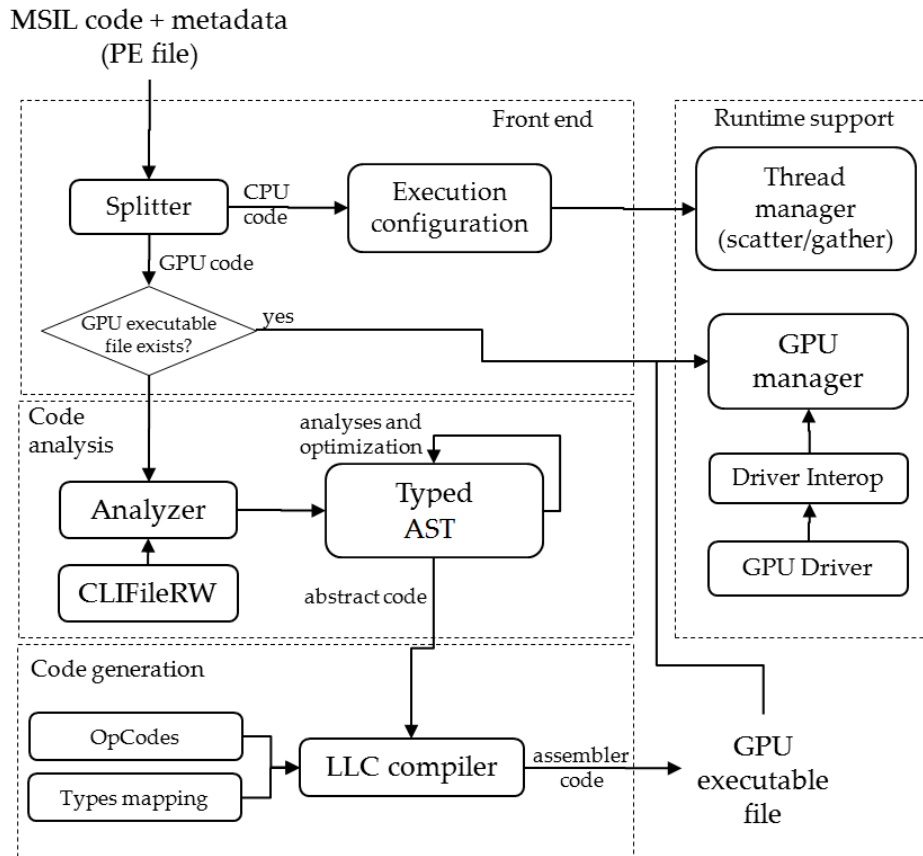 MSIL code + metadata
(PE file)
Front end
Runtime support
Splitter
CPU
code
Execution
configuration
Thread
manager
(scatter/gather)
GPU code
GPU executable
file exists?
yes
GPU
manager
Code
analysis
analyses and
optimization
Analyzer
Typed
AST
Driver Interop
CLIFileRW
GPU Driver
abstract code
Code generation
OpCodes
Types mapping
LLC compiler
assembler
code
GPU
executable
file